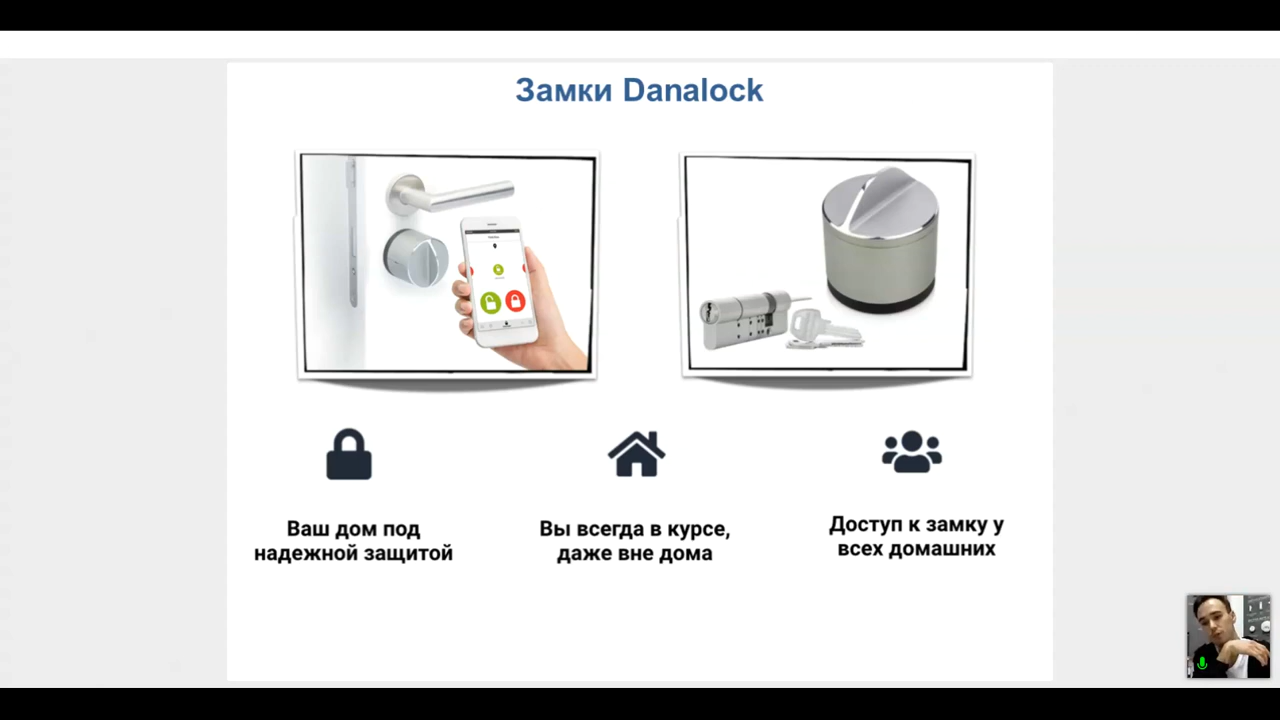 Замки Danalock
Ваш дом под
надежной защитой
Вы всегда в курсе,
даже вне дома
Доступ к замку у
всех домашних